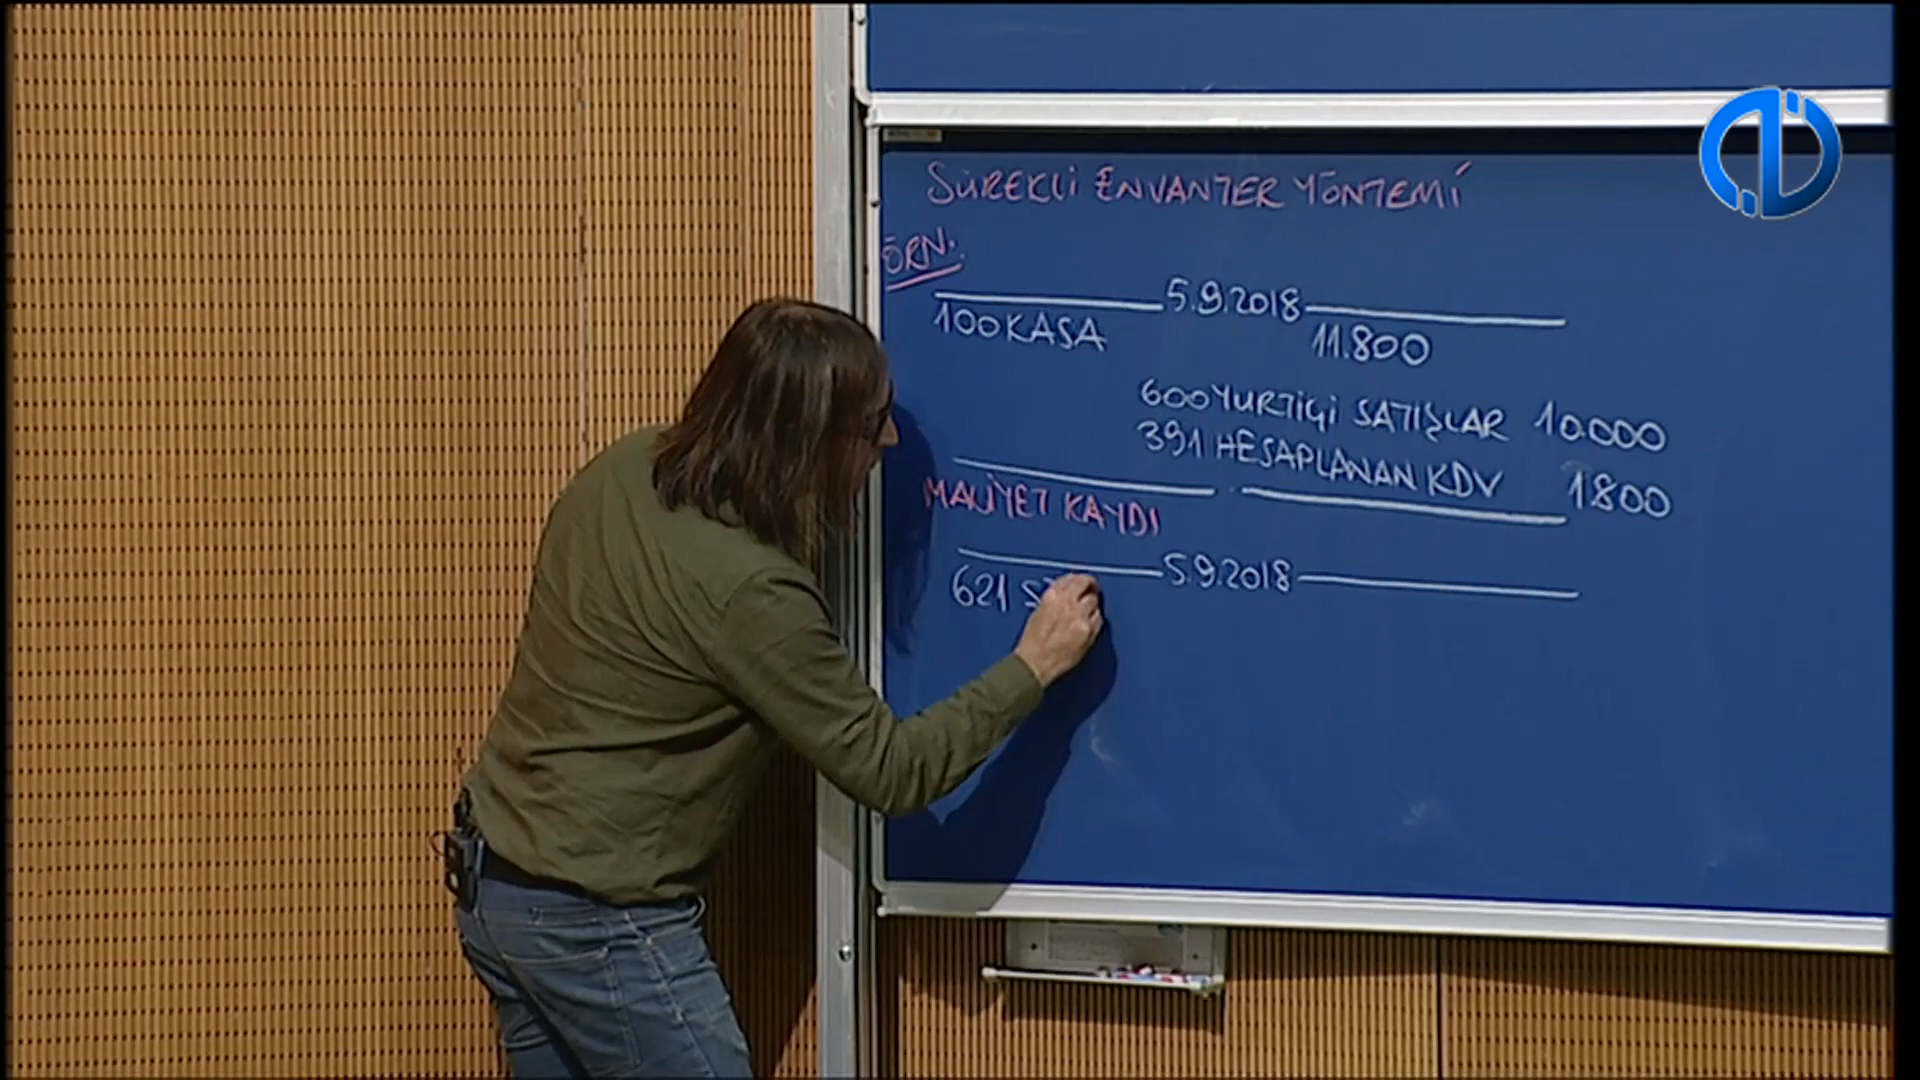 SÜREKLİ ENVANTER YÖNTEMİ
ÖRN:
5.9.2018
100 KASA 11.800
600 YURTİÇİ SATIŞLAR 10.000
391 HESAPLANAN KDV 1800
MALİYET KAYDI
5.9.2018
621